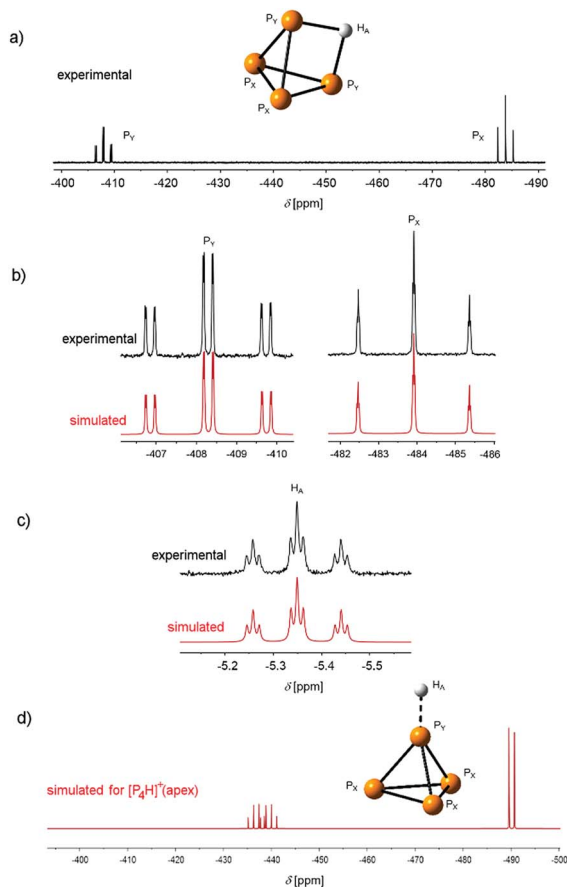 a)
P_Y
H_A
P_X
P_X
P_Y
experimental
P_Y
P_X
-400 -410 -420 -430 -440 -450 -460 -470 -480 -490
δ [ppm]
b)
P_Y
P_X
experimental
simulated
-407 -408 -409 -410
-482 -483 -484 -485 -486
δ [ppm]
c)
H_A
experimental
simulated
-5.2 -5.3 -5.4 -5.5
δ [ppm]
d)
H_A
P_Y
simulated for [P₄H]⁺(apex)
P_X
P_X
P_X
-400 -410 -420 -430 -440 -450 -460 -470 -480 -490 -500
δ [ppm]